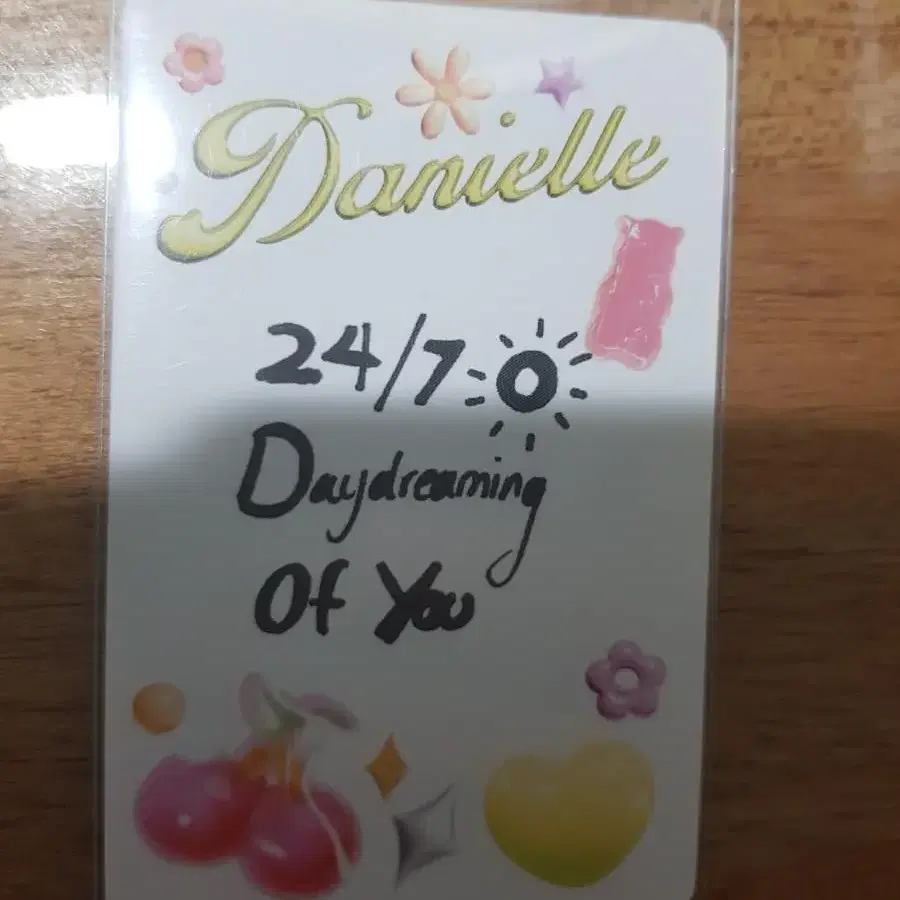 Danielle
24/7
Daydreaming
Of You